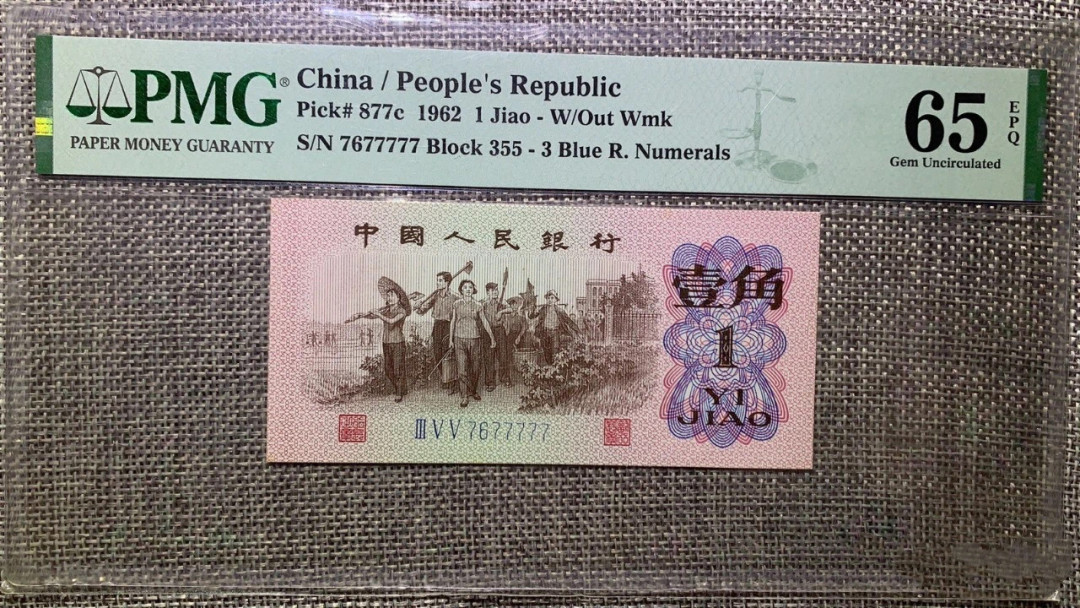 PMG®
PAPER MONEY GUARANTY
China / People's Republic
Pick# 877c 1962 1 Jiao - W/Out Wmk
S/N 7677777 Block 355 - 3 Blue R. Numerals
65
EPQ
Gem Uncirculated
中國人民銀行
壹角
1
YI
JIAO
ⅢⅤⅤ7677777